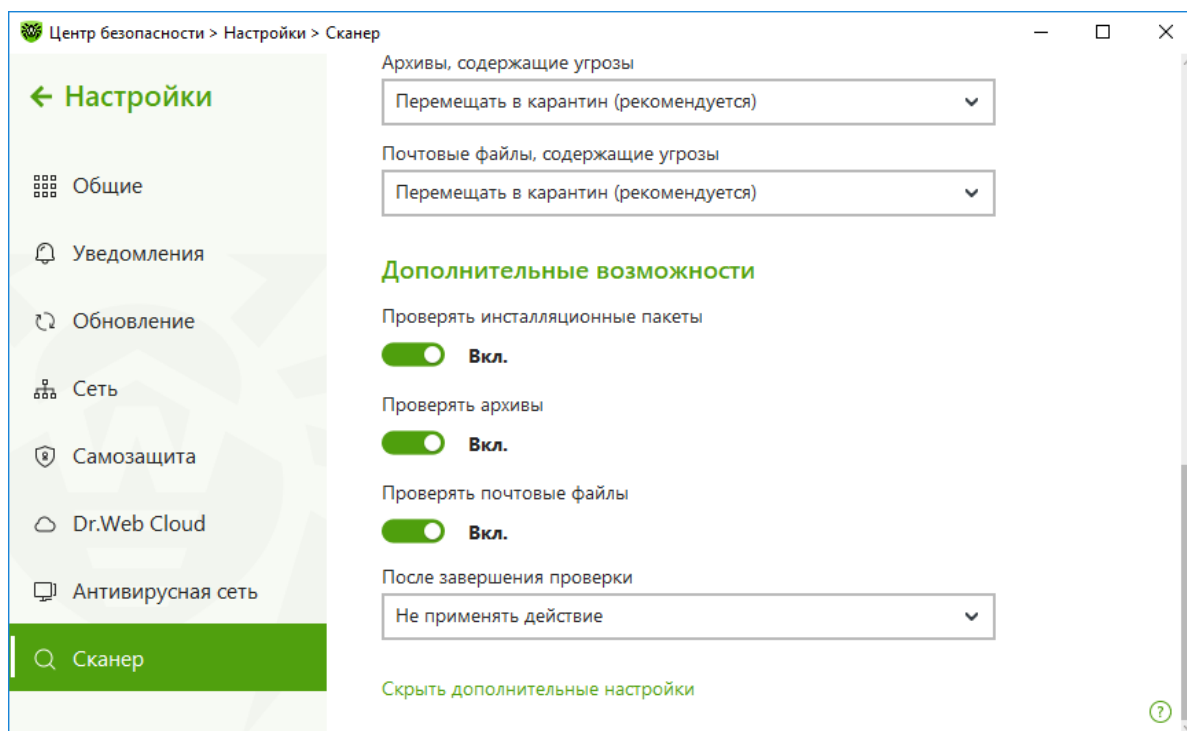 Центр безопасности > Настройки > Сканер
Настройки
Общие
Уведомления
Обновление
Сеть
Самозащита
Dr.Web Cloud
Антивирусная сеть
Сканер
Архивы, содержащие угрозы
Перемещать в карантин (рекомендуется)
Почтовые файлы, содержащие угрозы
Перемещать в карантин (рекомендуется)
Дополнительные возможности
Проверять инсталляционные пакеты
Вкл.
Проверять архивы
Вкл.
Проверять почтовые файлы
Вкл.
После завершения проверки
Не применять действие
Скрыть дополнительные настройки
?